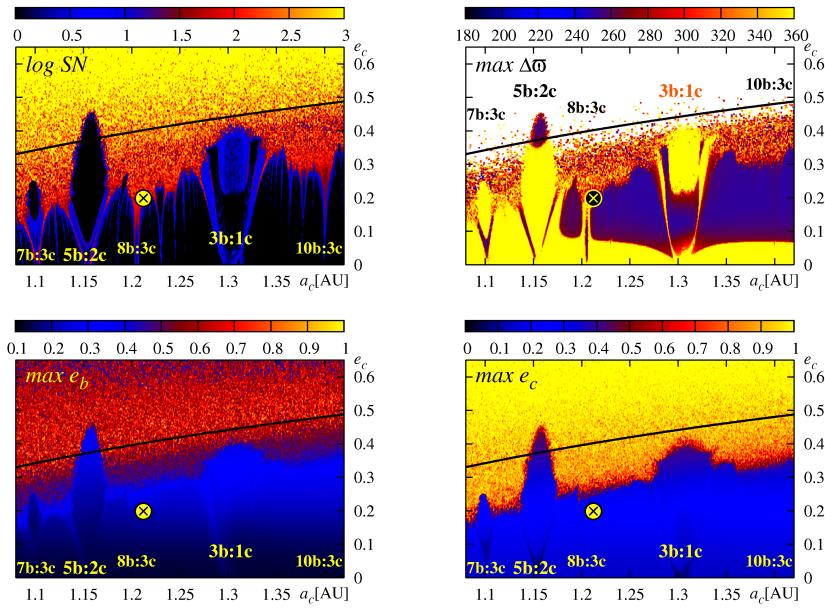 0 0.5 1 1.5 2 2.5 3
log SN
e_c
0.6
0.5
0.4
0.3
0.2
0.1
0
7b:3c 5b:2c 8b:3c 3b:1c 10b:3c
1.1 1.15 1.2 1.25 1.3 1.35 a_c[AU]
180 200 220 240 260 280 300 320 340 360
max Δϖ
e_c
7b:3c 5b:2c 8b:3c 3b:1c 10b:3c
0.6
0.5
0.4
0.3
0.2
0.1
0
1.1 1.15 1.2 1.25 1.3 1.35 a_c[AU]
0.1 0.2 0.3 0.4 0.5 0.6 0.7 0.8 0.9 1
max e_b
e_c
0.6
0.5
0.4
0.3
0.2
0.1
0
7b:3c 5b:2c 8b:3c 3b:1c 10b:3c
1.1 1.15 1.2 1.25 1.3 1.35 a_c[AU]
0 0.1 0.2 0.3 0.4 0.5 0.6 0.7 0.8 0.9 1
max e_c
e_c
0.6
0.5
0.4
0.3
0.2
0.1
0
7b:3c 5b:2c 8b:3c 3b:1c 10b:3c
1.1 1.15 1.2 1.25 1.3 1.35 a_c[AU]